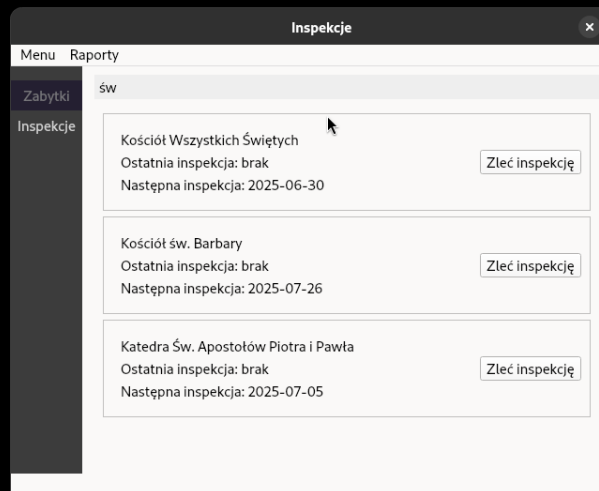 Inspekcje
Menu Raporty
Zabytki
Inspekcje
św
Kościół Wszystkich Świętych
Ostatnia inspekcja: brak
Następna inspekcja: 2025-06-30
Zleć inspekcję
Kościół św. Barbary
Ostatnia inspekcja: brak
Następna inspekcja: 2025-07-26
Zleć inspekcję
Katedra Św. Apostołów Piotra i Pawła
Ostatnia inspekcja: brak
Następna inspekcja: 2025-07-05
Zleć inspekcję